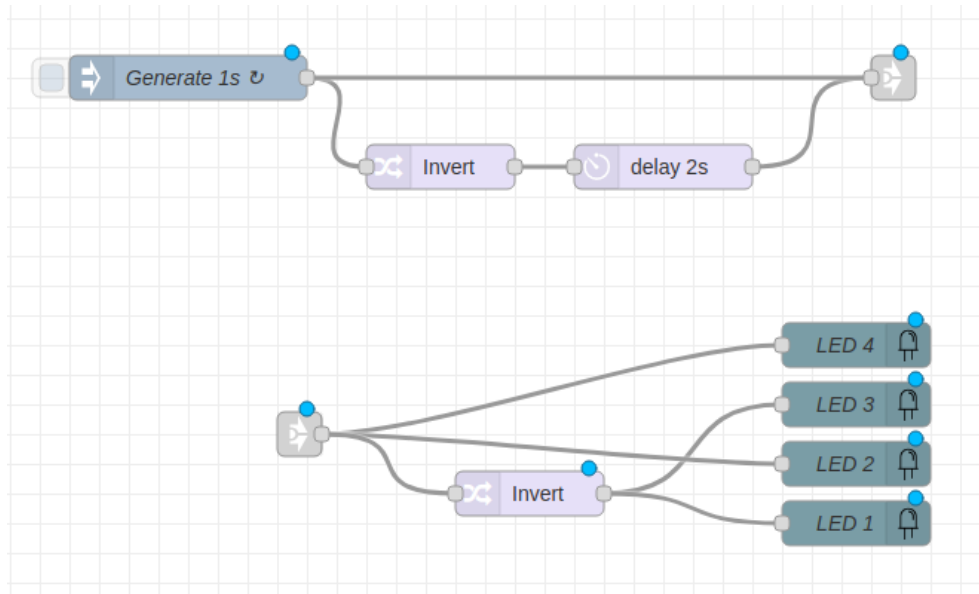 Generate 1s ↻
Invert
delay 2s
LED 4
LED 3
LED 2
Invert
LED 1